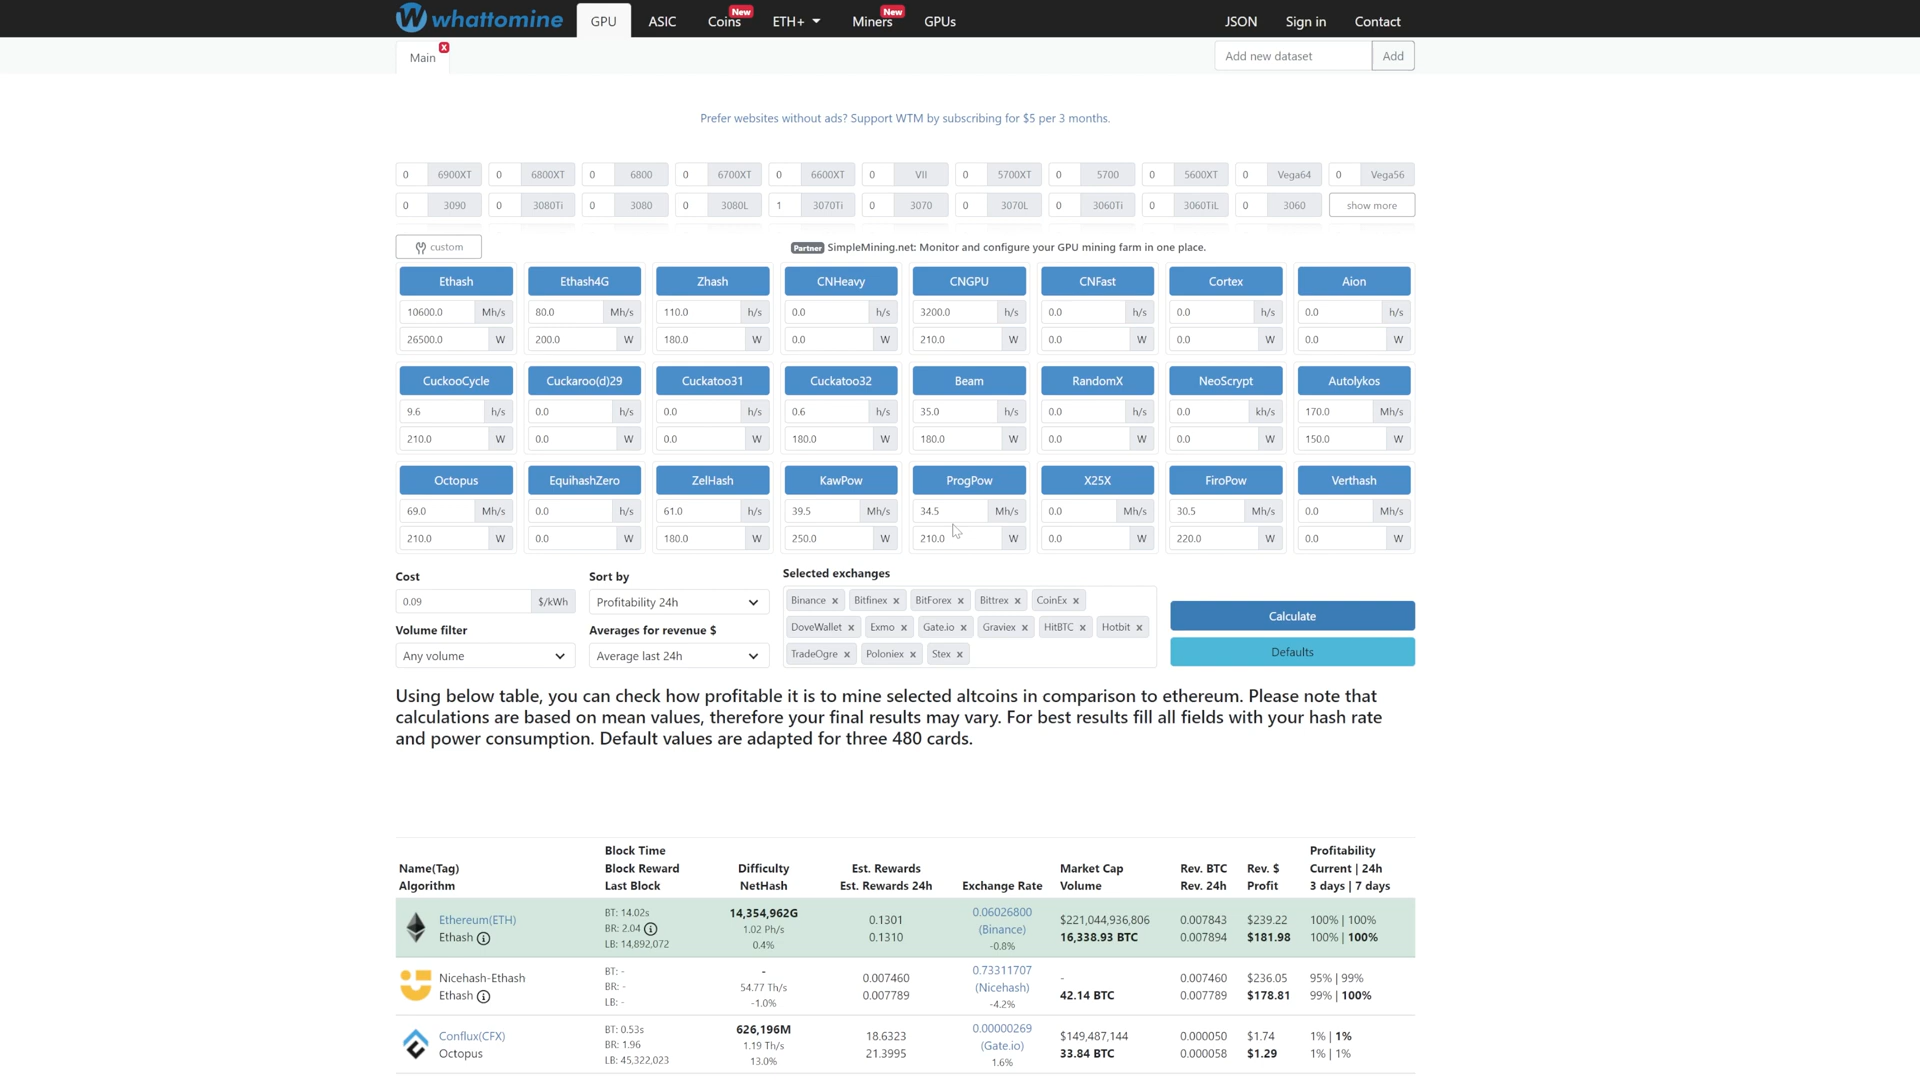 whattomine GPU ASIC Coins New ETH+ Miners New GPUs JSON Sign in Contact
Main x Add new dataset Add
Prefer websites without ads? Support WTM by subscribing for $5 per 3 months.
0 6900XT 0 6800XT 0 6800 0 6700XT 0 6600XT 0 VII 0 5700XT 0 5700 0 5600XT 0 Vega64 0 Vega56
0 3090 0 3080Ti 0 3080 0 3080L 1 3070Ti 0 3070 0 3070L 0 3060Ti 0 3060TiL 0 3060 show more
custom Partner SimpleMining.net: Monitor and configure your GPU mining farm in one place.
Ethash Ethash4G Zhash CNHeavy CNGPU CNFast Cortex Aion
10600.0 Mh/s 80.0 Mh/s 110.0 h/s 0.0 h/s 3200.0 h/s 0.0 h/s 0.0 h/s 0.0 h/s
26500.0 W 200.0 W 180.0 W 0.0 W 210.0 W 0.0 W 0.0 W 0.0 W
CuckooCycle Cuckaroo(d)29 Cuckatoo31 Cuckatoo32 Beam RandomX NeoScrypt Autolykos
9.6 h/s 0.0 h/s 0.0 h/s 0.6 h/s 35.0 h/s 0.0 h/s 0.0 kh/s 170.0 Mh/s
210.0 W 0.0 W 0.0 W 180.0 W 180.0 W 0.0 W 0.0 W 150.0 W
Octopus EquihashZero ZelHash KawPow ProgPow X25X FiroPow Verthash
69.0 Mh/s 0.0 h/s 61.0 h/s 39.5 Mh/s 34.5 Mh/s 0.0 Mh/s 30.5 Mh/s 0.0 Mh/s
210.0 W 0.0 W 180.0 W 250.0 W 210.0 W 0.0 W 220.0 W 0.0 W
Cost Sort by Selected exchanges
0.09 $/kWh Profitability 24h Binance x Bitfinex x BitForex x Bittrex x CoinEx x Calculate
Volume filter Averages for revenue $ DoveWallet x Exmo x Gate.io x Graviex x HitBTC x Hotbit x
Any volume Average last 24h TradeOgre x Poloniex x Stex x Defaults
Using below table, you can check how profitable it is to mine selected altcoins in comparison to ethereum. Please note that
calculations are based on mean values, therefore your final results may vary. For best results fill all fields with your hash rate
and power consumption. Default values are adapted for three 480 cards.
Block Time Profitability
Name(Tag) Block Reward Difficulty Est. Rewards Market Cap Rev. BTC Rev. $ Current | 24h
Algorithm Last Block NetHash Est. Rewards 24h Exchange Rate Volume Rev. 24h Profit 3 days | 7 days
Ethereum(ETH) BT: 14.02s 14,354,962G 0.1301 0.06026800 $221,044,936,806 0.007843 $239.22 100% | 100%
Ethash BR: 2.04 1.02 Ph/s 0.1310 (Binance) 16,338.93 BTC 0.007894 $181.98 100% | 100%
LB: 14,892,072 0.4% -0.8%
Nicehash-Ethash BT: - - 0.007460 0.73311707 - 0.007460 $236.05 95% | 99%
Ethash BR: - 54.77 Th/s 0.007789 (Nicehash) 42.14 BTC 0.007789 $178.81 99% | 100%
LB: - -1.0% -4.2%
Conflux(CFX) BT: 0.53s 626,196M 18.6323 0.00000269 $149,487,144 0.000050 $1.74 1% | 1%
Octopus BR: 1.96 1.19 Th/s 21.3995 (Gate.io) 33.84 BTC 0.000058 $1.29 1% | 1%
LB: 45,322,023 13.0% 1.6%